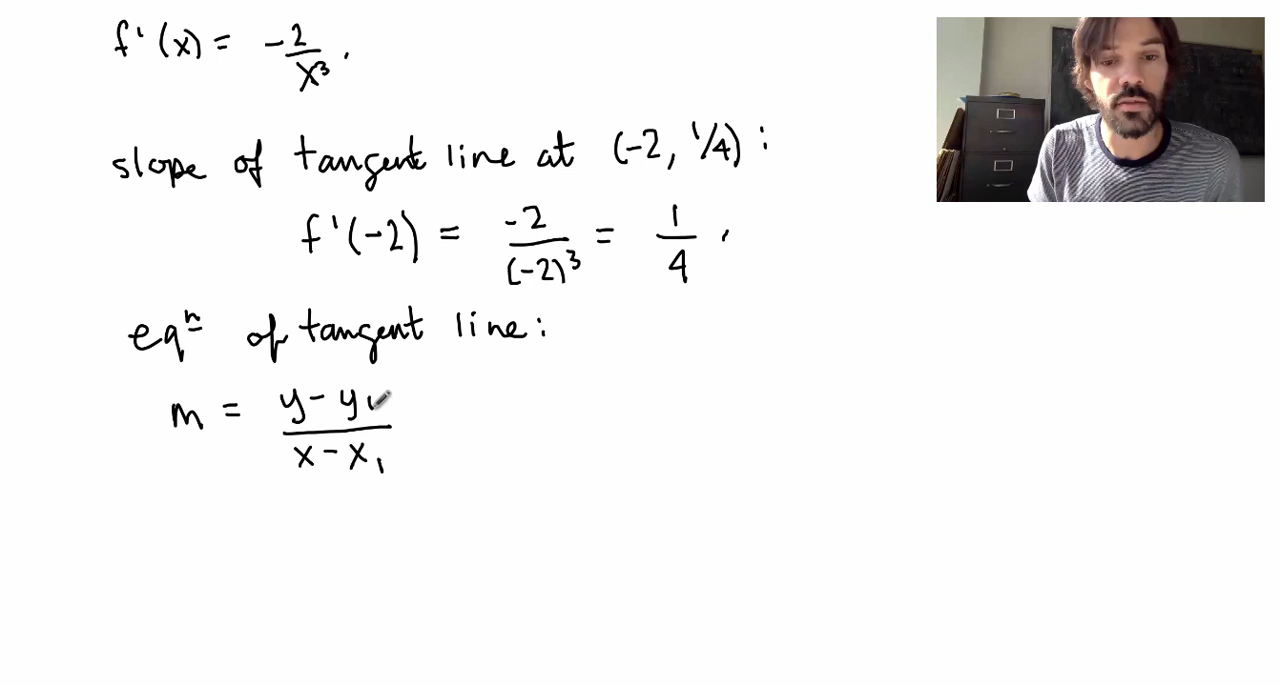 f'(x) = -2/x³.
slope of tangent line at (-2, 1/4):
f'(-2) = -2/(-2)³ = 1/4.
eqⁿ of tangent line:
m = (y - y₁)/(x - x₁)